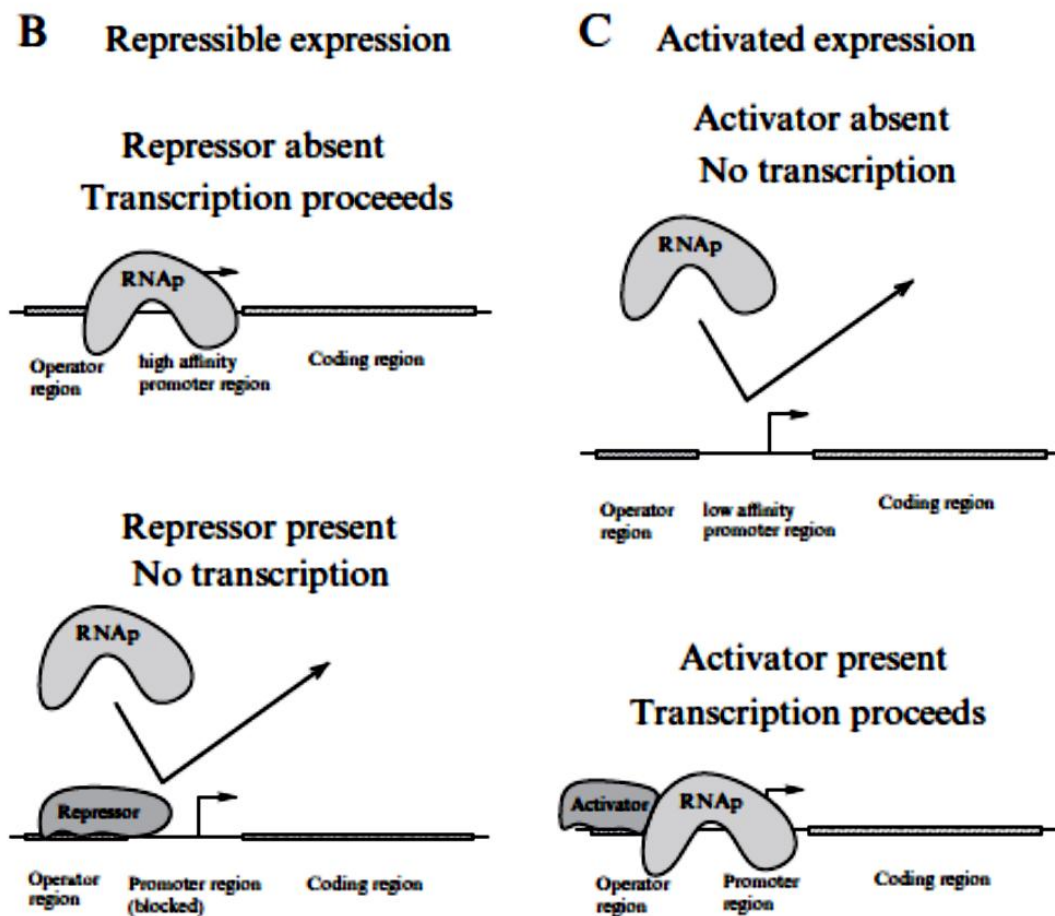 B Repressible expression
Repressor absent
Transcription proceeeds
RNAp
Operator
region
high affinity
promoter region
Coding region
Repressor present
No transcription
RNAp
Repressor
Operator
region
Promoter region
(blocked)
Coding region
C Activated expression
Activator absent
No transcription
RNAp
Operator
region
low affinity
promoter region
Coding region
Activator present
Transcription proceeds
Activator
RNAp
Operator
region
Promoter
region
Coding region